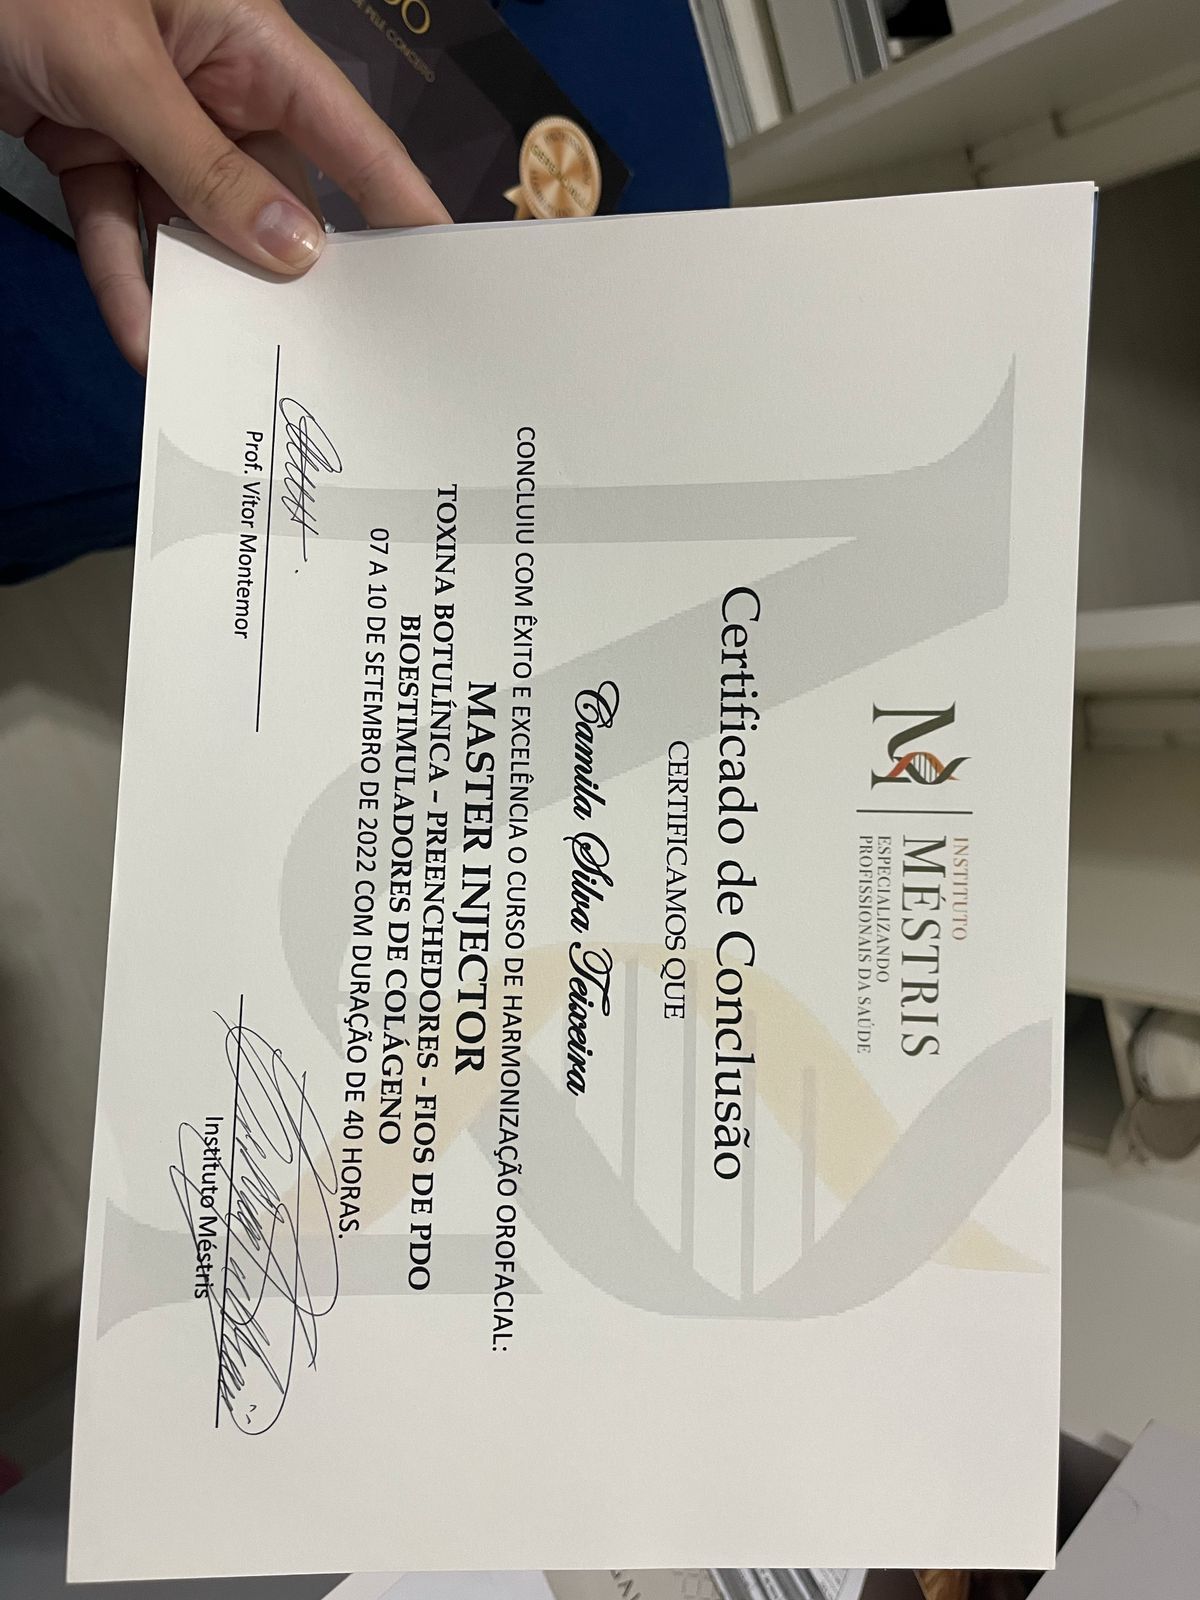 INSTITUTO
MÉSTRIS
ESPECIALIZANDO
PROFISSIONAIS DA SAÚDE
Certificado de Conclusão
CERTIFICAMOS QUE
Camila Silva Teixeira
CONCLUIU COM ÊXITO E EXCELÊNCIA O CURSO DE HARMONIZAÇÃO OROFACIAL:
MASTER INJECTOR
TOXINA BOTULÍNICA - PREENCHEDORES - FIOS DE PDO
BIOESTIMULADORES DE COLÁGENO
07 A 10 DE SETEMBRO DE 2022 COM DURAÇÃO DE 40 HORAS.
Prof. Vítor Montemor
Instituto Méstris